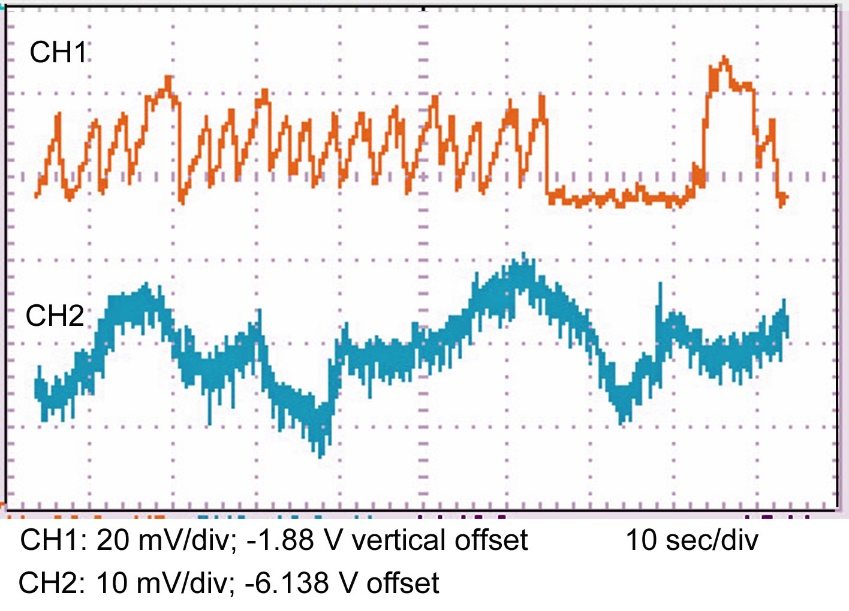 CH1
CH2
CH1: 20 mV/div; -1.88 V vertical offset 10 sec/div
CH2: 10 mV/div; -6.138 V offset